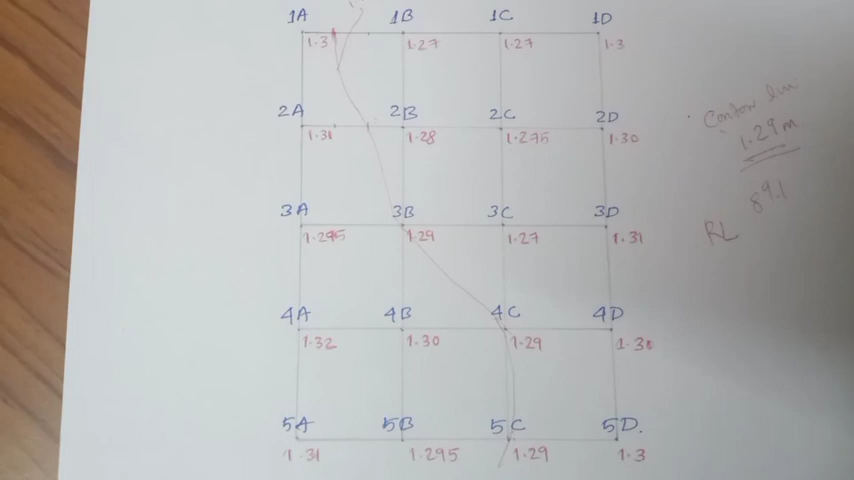 1A 1B 1C 1D
1.3 1.27 1.27 1.3
2A 2B 2C 2D
1.31 1.28 1.275 1.30
Contour line
1.29m
89.1
RL
3A 3B 3C 3D
1.295 1.29 1.27 1.31
4A 4B 4C 4D
1.32 1.30 1.29 1.30
5A 5B 5C 5D.
1.31 1.295 1.29 1.3